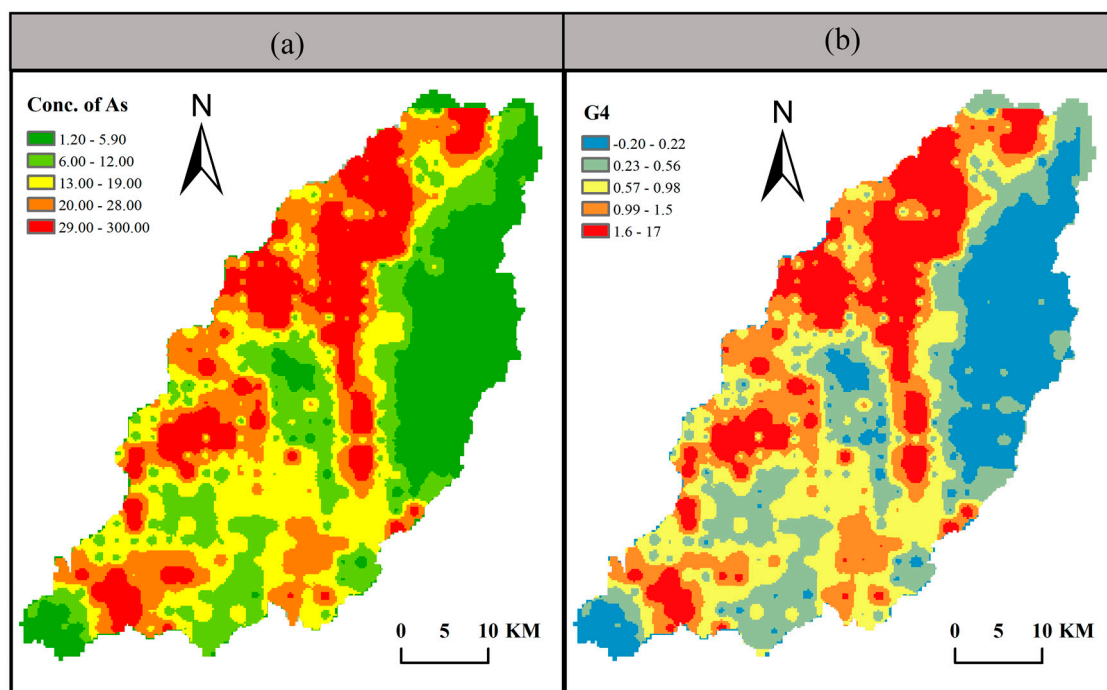 (a)
(b)
Conc. of As
N
1.20 - 5.90
6.00 - 12.00
13.00 - 19.00
20.00 - 28.00
29.00 - 300.00
0 5 10 KM
G4
N
-0.20 - 0.22
0.23 - 0.56
0.57 - 0.98
0.99 - 1.5
1.6 - 17
0 5 10 KM